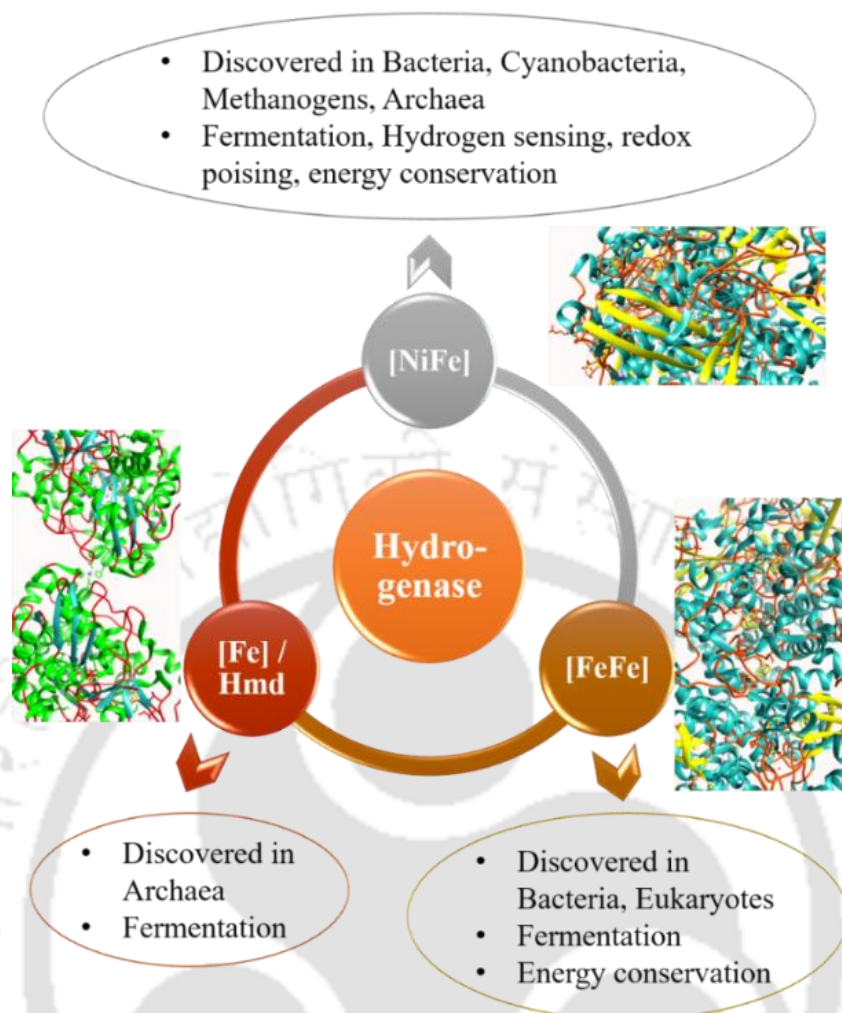 • Discovered in Bacteria, Cyanobacteria,
Methanogens, Archaea
• Fermentation, Hydrogen sensing, redox
poising, energy conservation
[NiFe]
Hydro-
genase
[Fe] /
Hmd
[FeFe]
• Discovered in
Archaea
• Fermentation
• Discovered in
Bacteria, Eukaryotes
• Fermentation
• Energy conservation